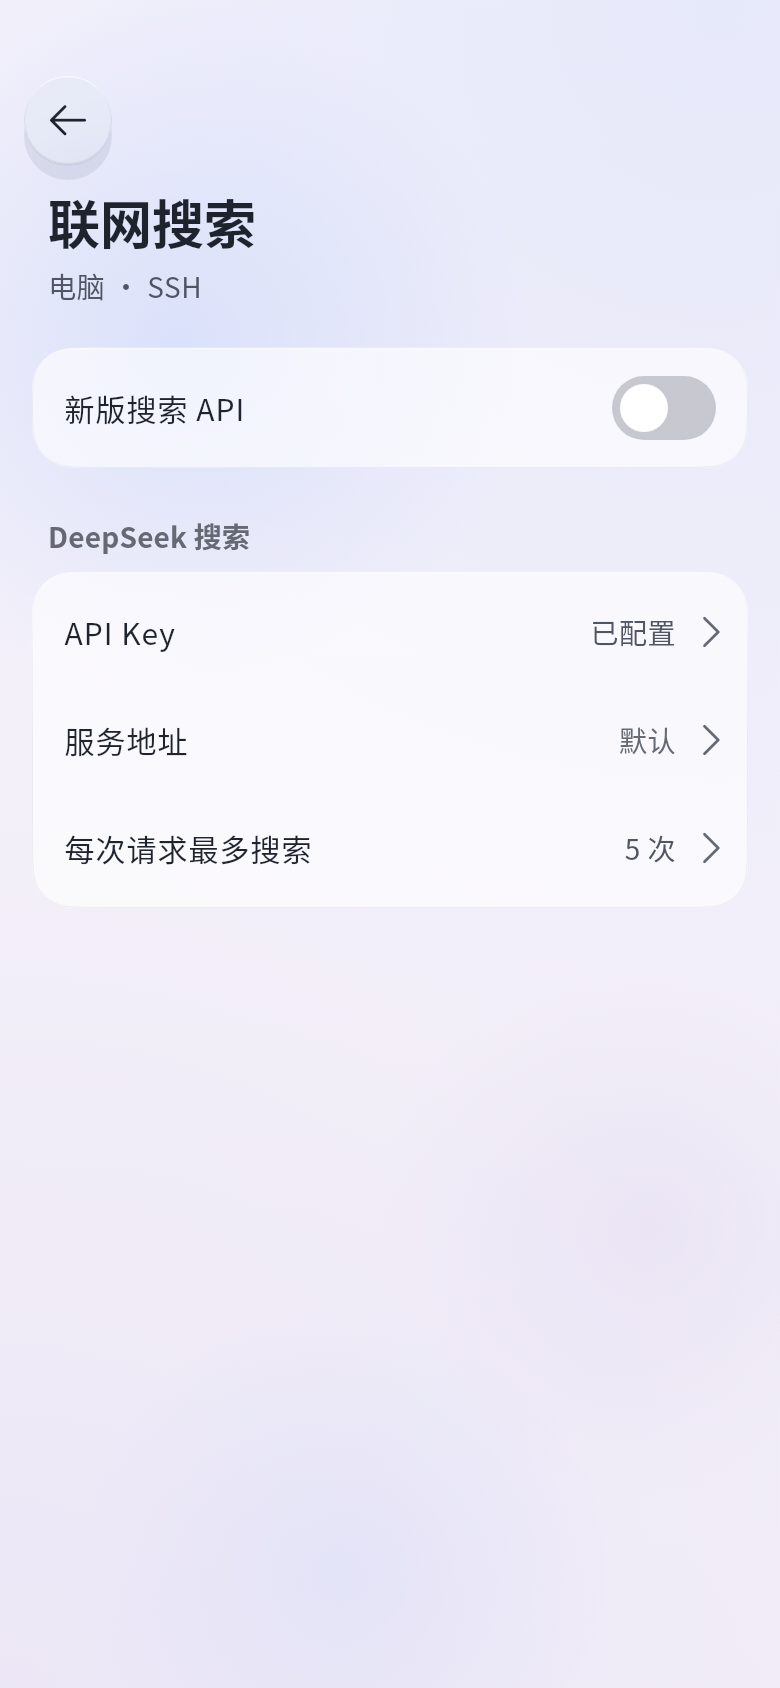 联网搜索
电脑 · SSH
新版搜索 API
DeepSeek 搜索
API Key 已配置
服务地址 默认
每次请求最多搜索 5 次